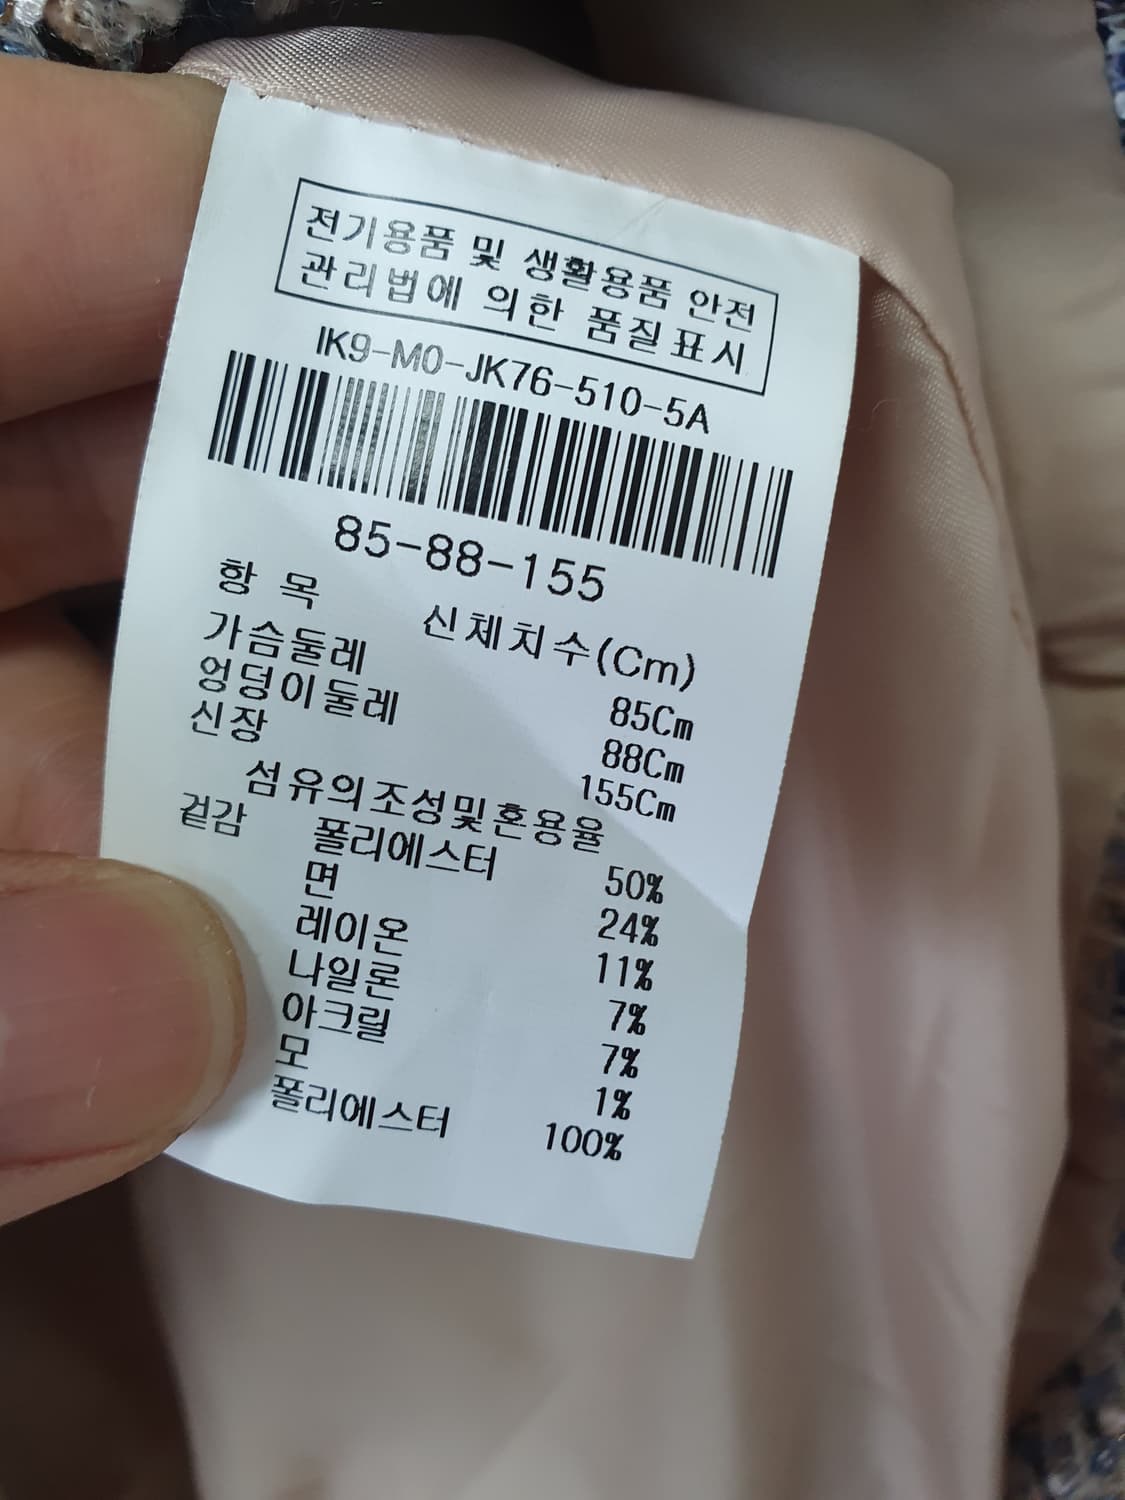 전기용품 및 생활용품 안전
관리법에 의한 품질표시
IK9-M0-JK76-510-5A
85-88-155
항 목 신체치수(Cm)
가슴둘레 85Cm
엉덩이둘레 88Cm
신장 155Cm
섬유의조성및혼용율
겉감 폴리에스터 50%
면 24%
레이온 11%
나일론 7%
아크릴 7%
모 1%
폴리에스터 100%